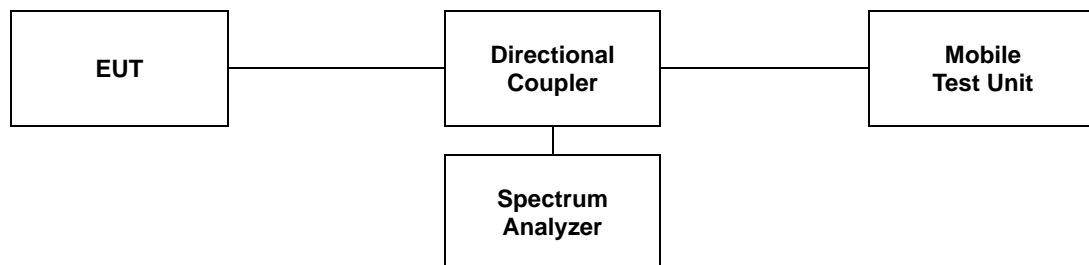 EUT
Directional
Coupler
Mobile
Test Unit
Spectrum
Analyzer